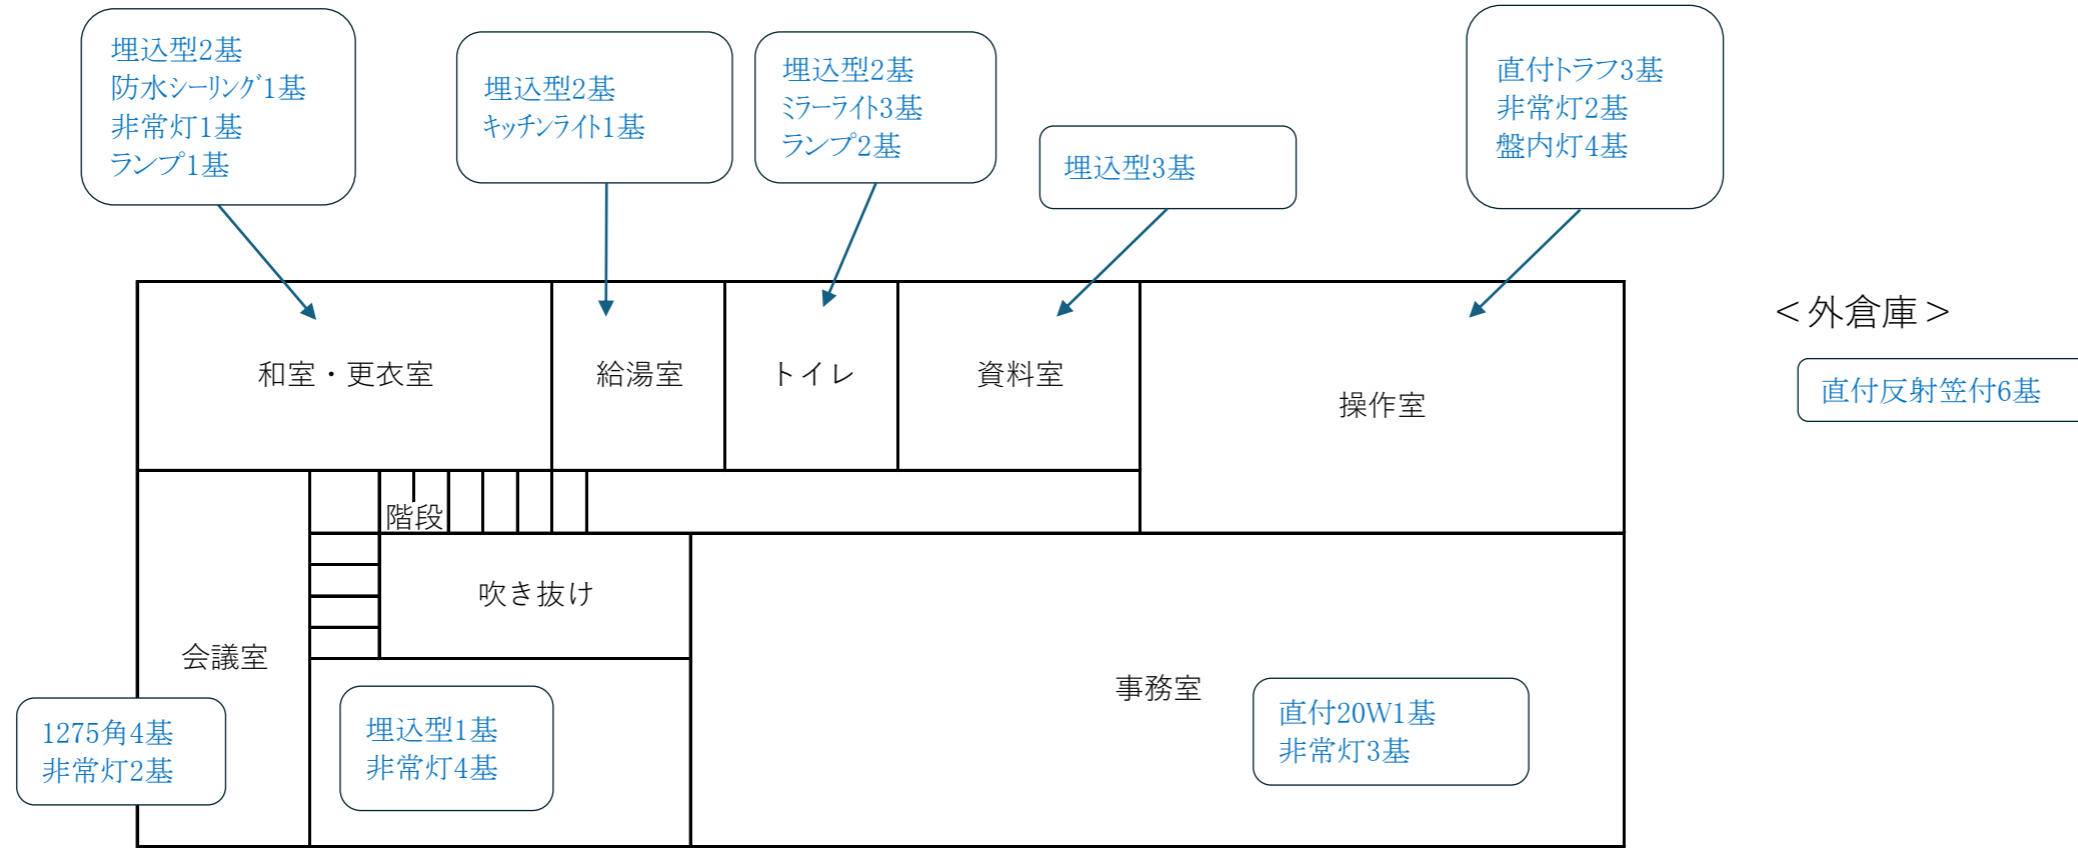 埋込型2基
防水シーリング1基
非常灯1基
ランプ1基
埋込型2基
キッチンライト1基
埋込型2基
ミラーライト3基
ランプ2基
埋込型3基
直付トラフ3基
非常灯2基
盤内灯4基
和室・更衣室
給湯室
トイレ
資料室
操作室
＜外倉庫＞
直付反射笠付6基
階段
吹き抜け
会議室
1275角4基
非常灯2基
埋込型1基
非常灯4基
事務室
直付20W1基
非常灯3基